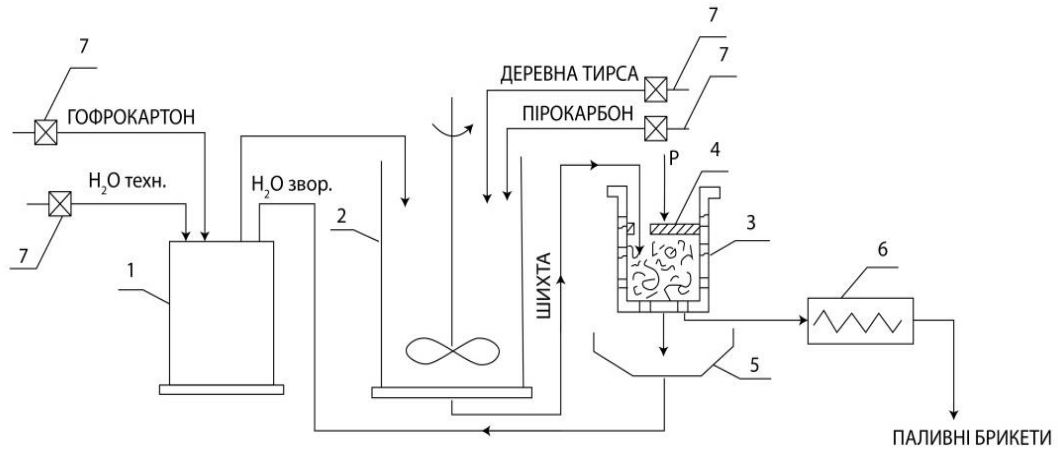 7
7
7
ДЕРЕВНА ТИРСА
ГОФРОКАРТОН
ПІРОКАРБОН
P
4
H₂O техн.
H₂O звор.
2
3
7
1
ШИХТА
6
5
ПАЛИВНІ БРИКЕТИ